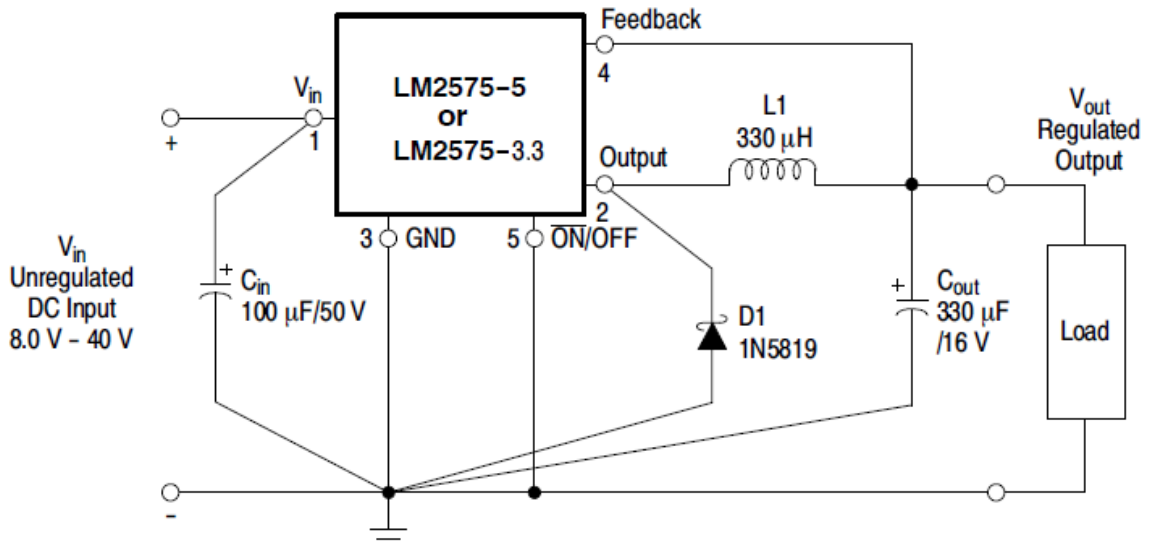 Feedback
4
V_in
1
+
LM2575-5
or
LM2575-3.3
L1
330 μH
V_out
Regulated
Output
Output
2
3
GND
5
O̅N̅/OFF
V_in
Unregulated
DC Input
8.0 V - 40 V
+
C_in
100 μF/50 V
D1
1N5819
+
C_out
330 μF
/16 V
Load
-